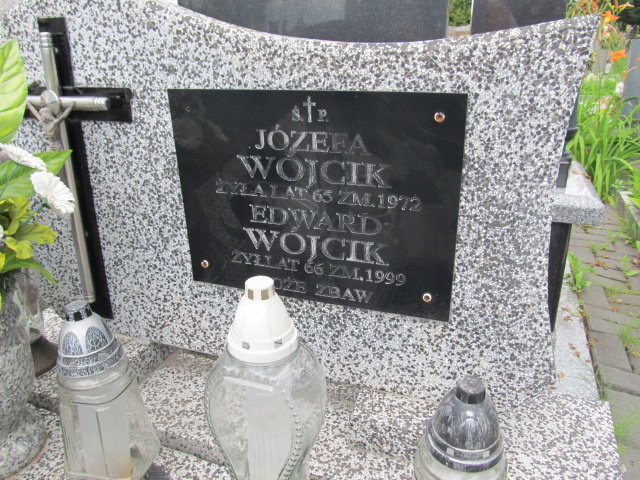 Ś † P.
JÓZEFA
WÓJCIK
ŻYŁA LAT 65 ZM. 1972
EDWARD
WÓJCIK
ŻYŁ LAT 66 ZM. 1999
ZBAW